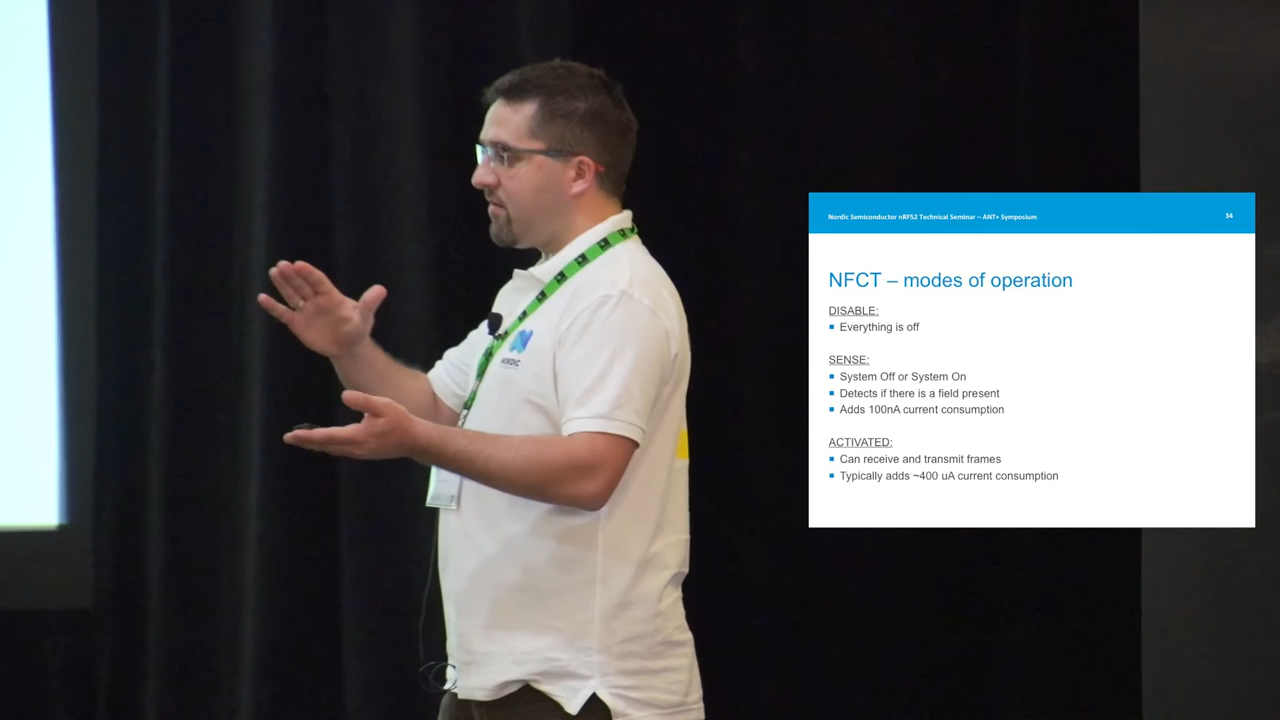 NORDIC
Nordic Semiconductor nRF52 Technical Seminar – ANT+ Symposium
34
NFCT – modes of operation
DISABLE:
Everything is off
SENSE:
System Off or System On
Detects if there is a field present
Adds 100nA current consumption
ACTIVATED:
Can receive and transmit frames
Typically adds ~400 uA current consumption